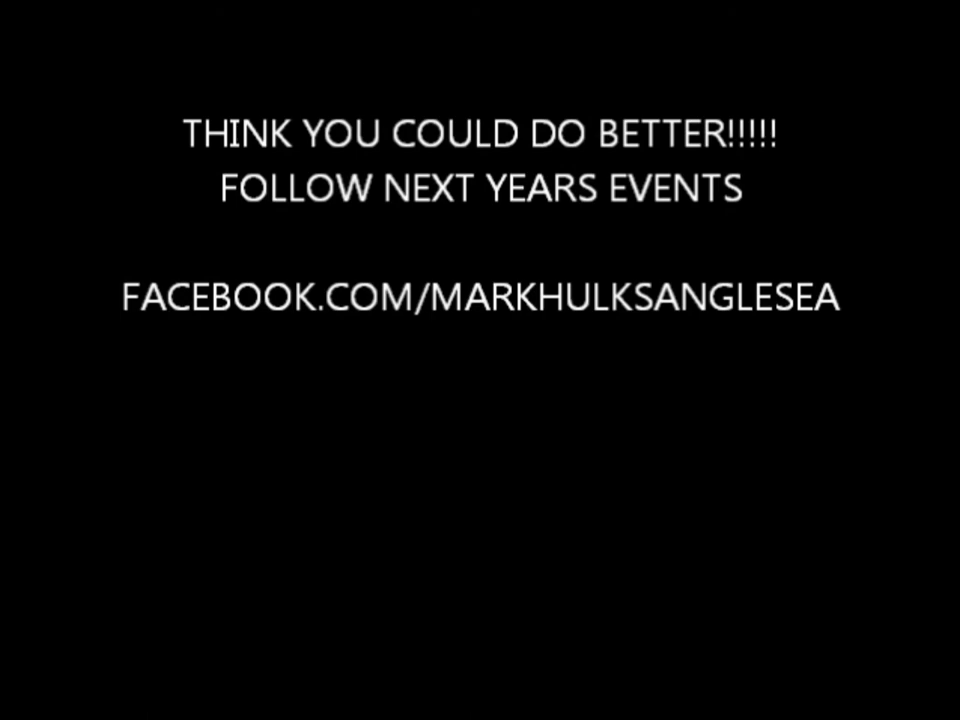 THINK YOU COULD DO BETTER!!!!!
FOLLOW NEXT YEARS EVENTS
FACEBOOK.COM/MARKHULKSANGLESEA